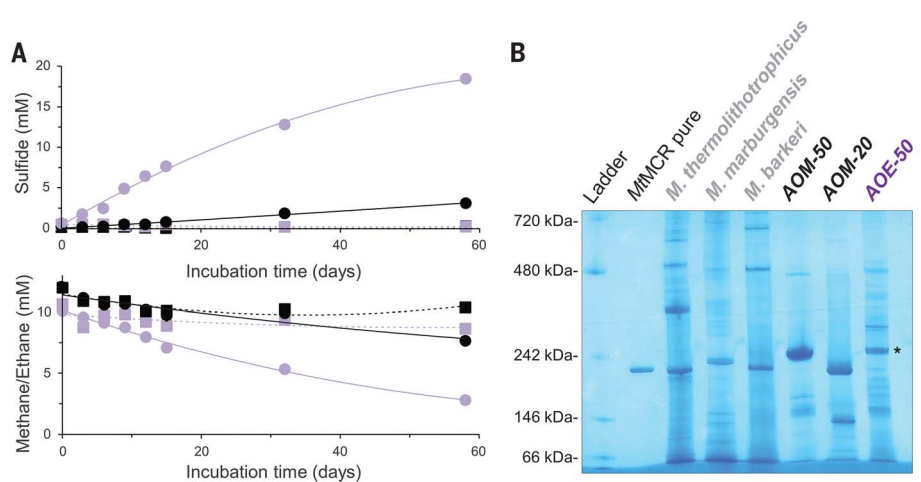 A
20
15
10
5
0
Sulfide (mM)
0 20 40 60
Incubation time (days)
10
5
0
Methane/Ethane (mM)
0 20 40 60
Incubation time (days)
B
Ladder
MtMCR pure
M. thermolithotrophicus
M. marburgensis
M. barkeri
AOM-50
AOM-20
AOE-50
720 kDa-
480 kDa-
242 kDa-
*
146 kDa-
66 kDa-